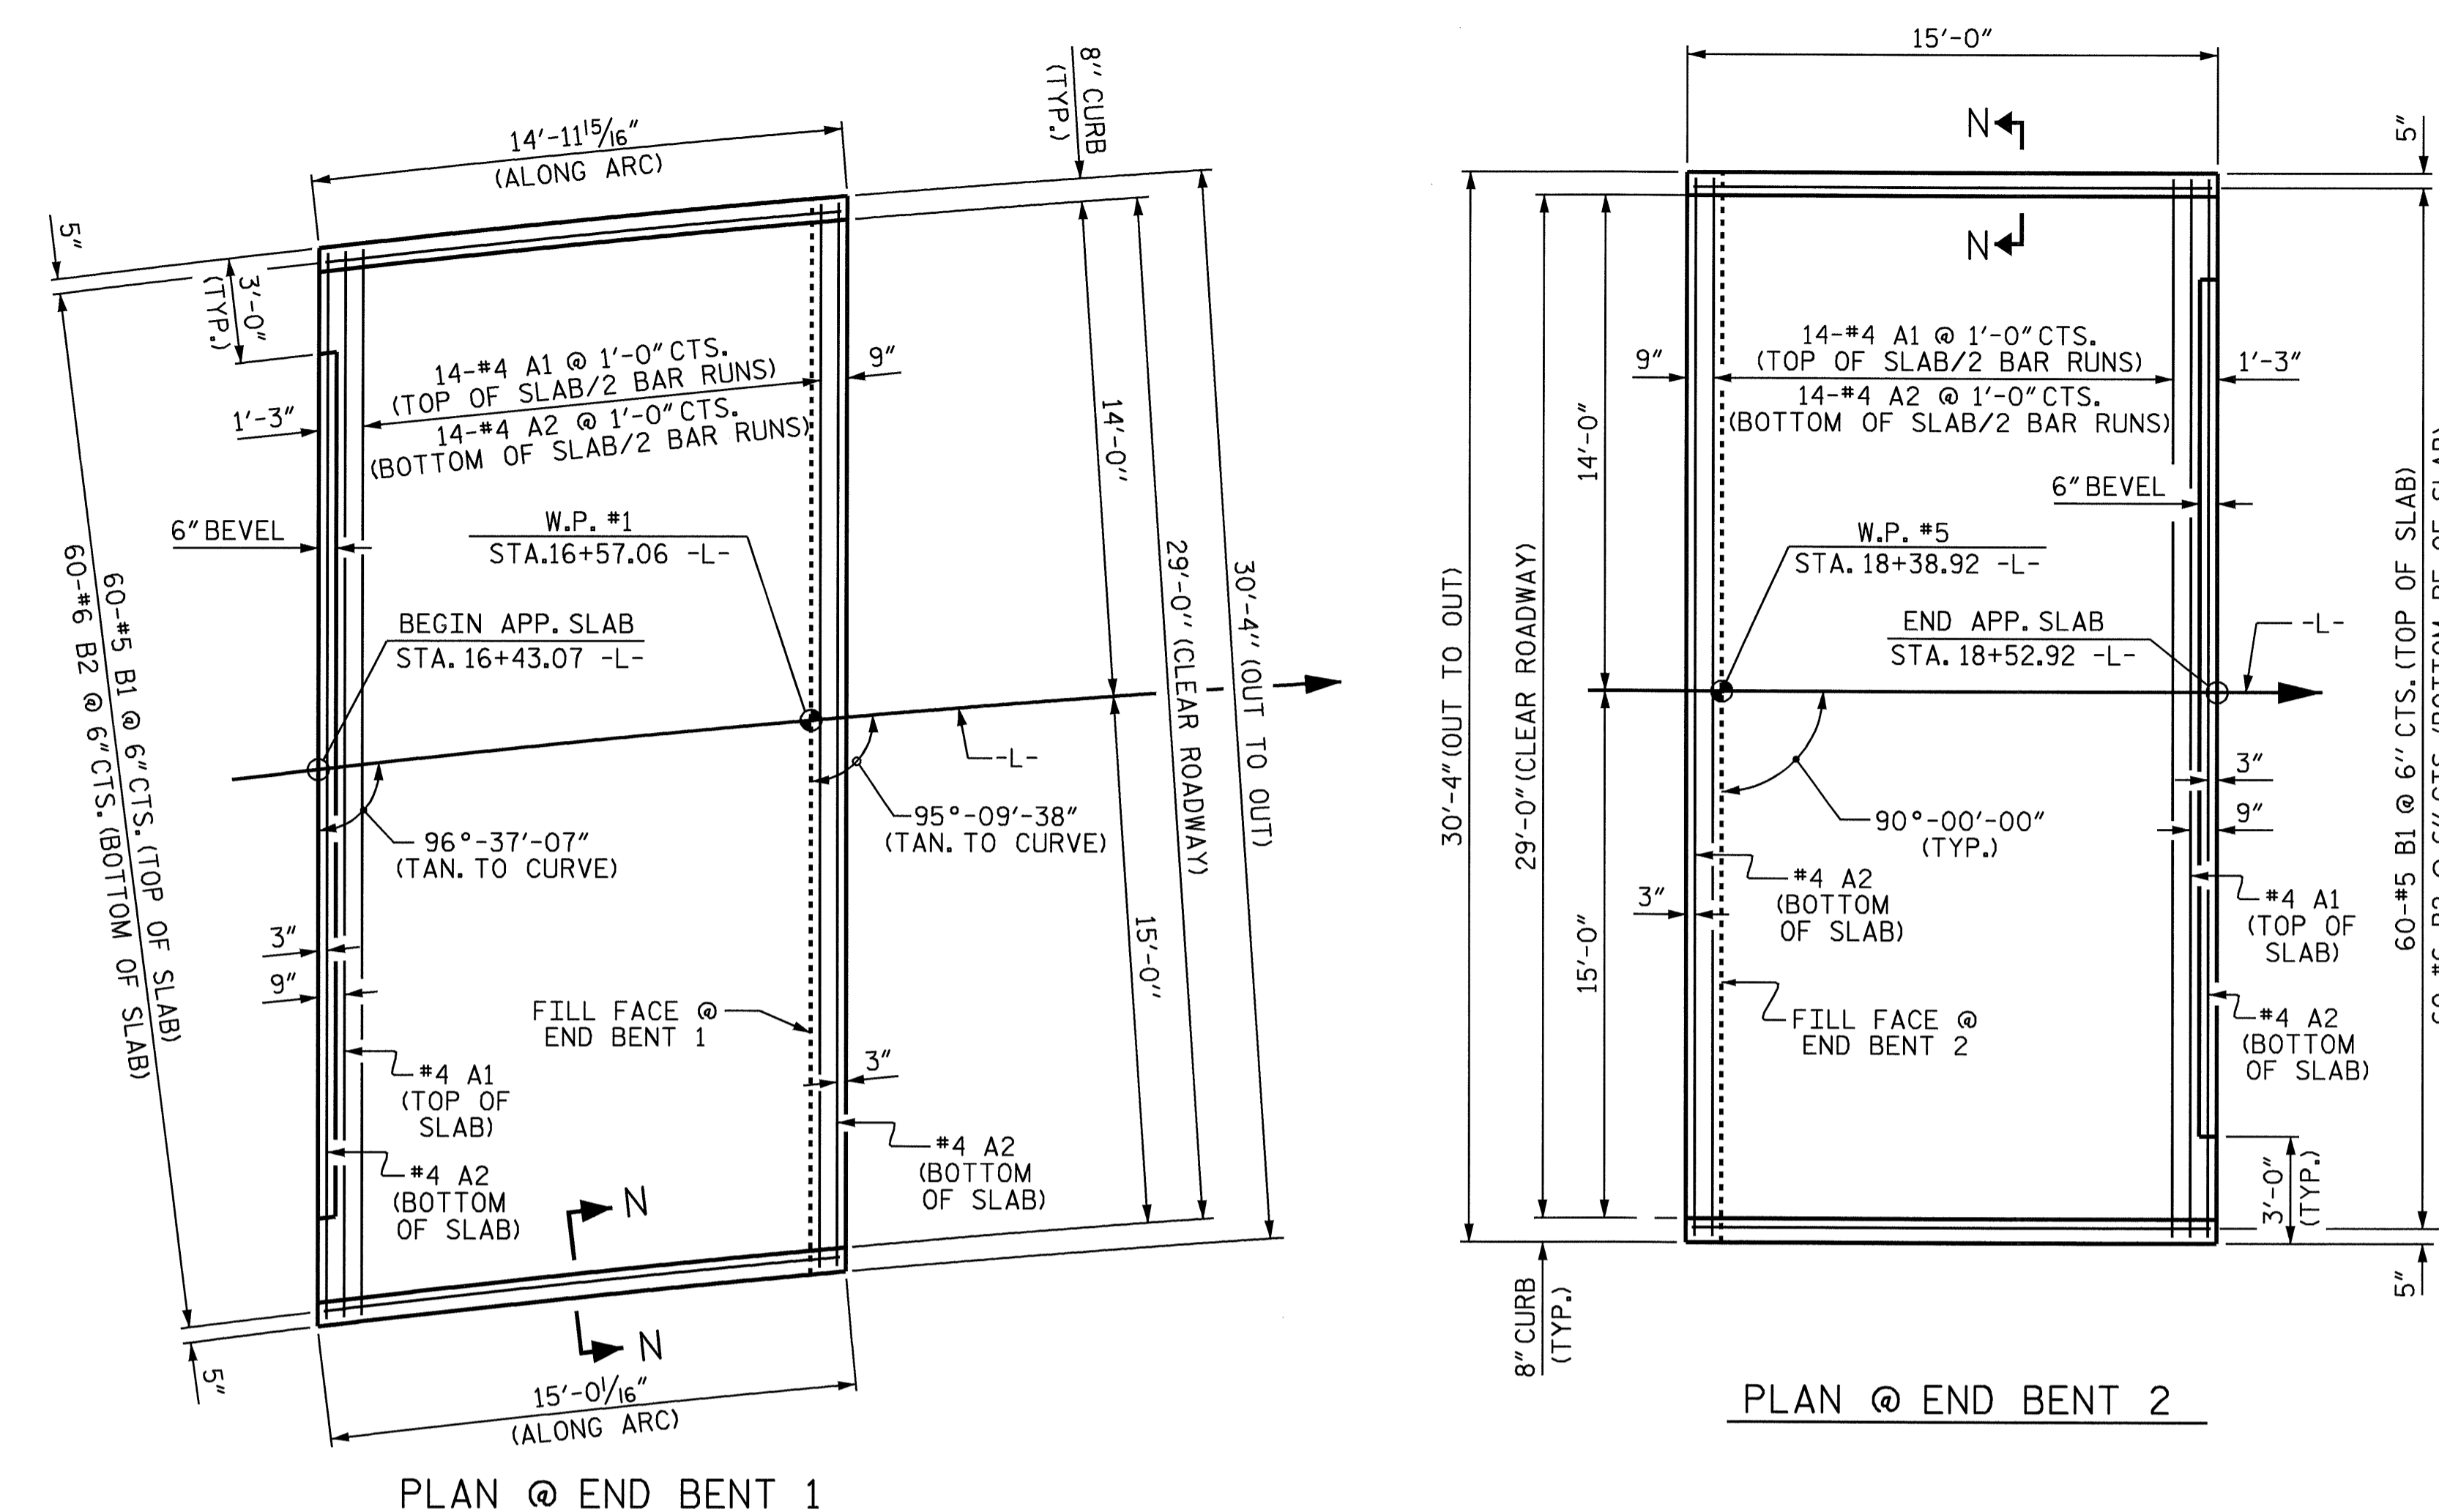 14'-11 15/16"
(ALONG ARC)
8" CURB
(TYP.)
5"
3'-0"
(TYP.)
14-#4 A1 @ 1'-0" CTS.
(TOP OF SLAB/2 BAR RUNS)
14-#4 A2 @ 1'-0" CTS.
(BOTTOM OF SLAB/2 BAR RUNS)
9"
1'-3"
6" BEVEL
W.P. #1
STA.16+57.06 -L-
BEGIN APP. SLAB
STA. 16+43.07 -L-
60-#5 B1 @ 6" CTS. (TOP OF SLAB)
60-#6 B2 @ 6" CTS. (BOTTOM OF SLAB)
14'-0"
29'-0" (CLEAR ROADWAY)
30'-4" (OUT TO OUT)
-L-
96°-37'-07"
(TAN. TO CURVE)
95°-09'-38"
(TAN. TO CURVE)
3"
9"
15'-0"
FILL FACE @
END BENT 1
3"
#4 A1
(TOP OF
SLAB)
#4 A2
(BOTTOM
OF SLAB)
#4 A2
(BOTTOM
OF SLAB)
N
N
5"
15'-0 1/16"
(ALONG ARC)
PLAN @ END BENT 1
15'-0"
N
N
5"
14-#4 A1 @ 1'-0" CTS.
(TOP OF SLAB/2 BAR RUNS)
14-#4 A2 @ 1'-0" CTS.
(BOTTOM OF SLAB/2 BAR RUNS)
9"
1'-3"
14'-0"
6" BEVEL
W.P. #5
STA. 18+38.92 -L-
END APP. SLAB
STA. 18+52.92 -L-
-L-
30'-4" (OUT TO OUT)
29'-0" (CLEAR ROADWAY)
60-#5 B1 @ 6" CTS. (TOP OF SLAB)
90°-00'-00"
(TYP.)
3"
9"
#4 A2
(BOTTOM
OF SLAB)
3"
15'-0"
#4 A1
(TOP OF
SLAB)
FILL FACE @
END BENT 2
#4 A2
(BOTTOM
OF SLAB)
3'-0"
(TYP.)
5"
8" CURB
(TYP.)
PLAN @ END BENT 2